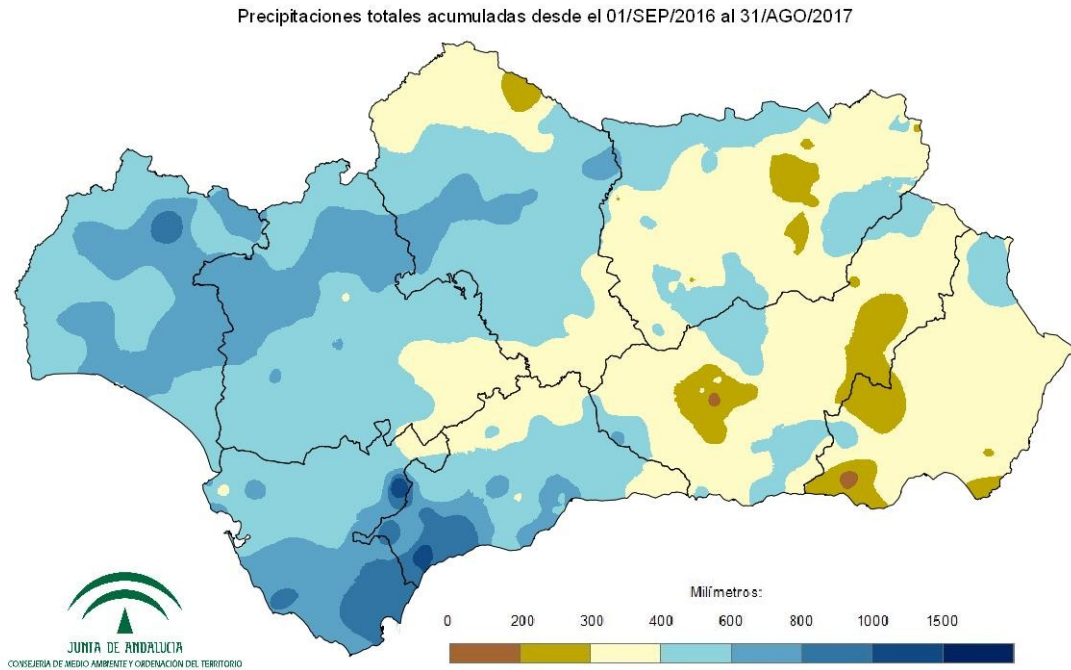 Precipitaciones totales acumuladas desde el 01/SEP/2016 al 31/AGO/2017
Milímetros:
0 200 300 400 600 800 1000 1500
JUNTA DE ANDALUCIA
CONSEJERÍA DE MEDIO AMBIENTE Y ORDENACIÓN DEL TERRITORIO